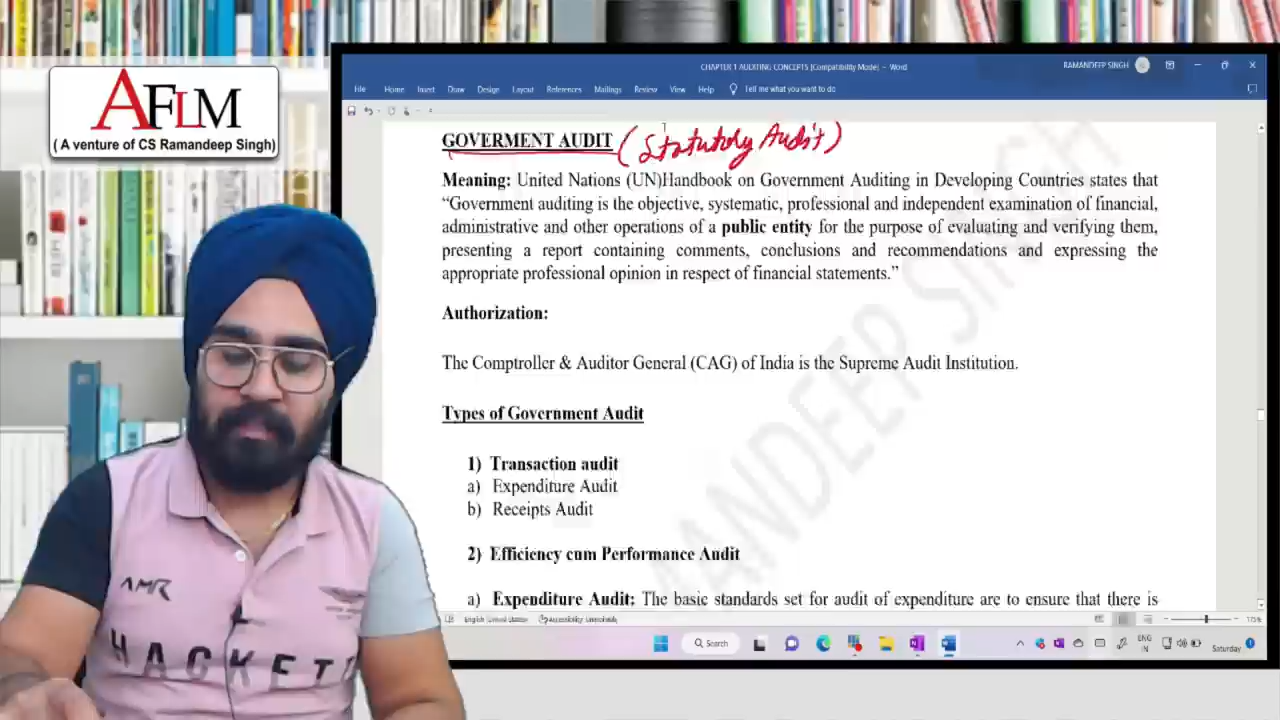 AFLM
( A venture of CS Ramandeep Singh)
CHAPTER 1 AUDITING CONCEPTS [Compatibility Mode] - Word
RAMANDEEP SINGH
File Home Insert Draw Design Layout References Mailings Review View Help Tell me what you want to do
GOVERMENT AUDIT (Statutory Audit)
Meaning: United Nations (UN)Handbook on Government Auditing in Developing Countries states that
“Government auditing is the objective, systematic, professional and independent examination of financial,
administrative and other operations of a public entity for the purpose of evaluating and verifying them,
presenting a report containing comments, conclusions and recommendations and expressing the
appropriate professional opinion in respect of financial statements.”
Authorization:
The Comptroller & Auditor General (CAG) of India is the Supreme Audit Institution.
Types of Government Audit
1) Transaction audit
a) Expenditure Audit
b) Receipts Audit
2) Efficiency cum Performance Audit
a) Expenditure Audit: The basic standards set for audit of expenditure are to ensure that there is
English (United States)
175%
Search
ENG
IN
Saturday
AMR
HACKETT